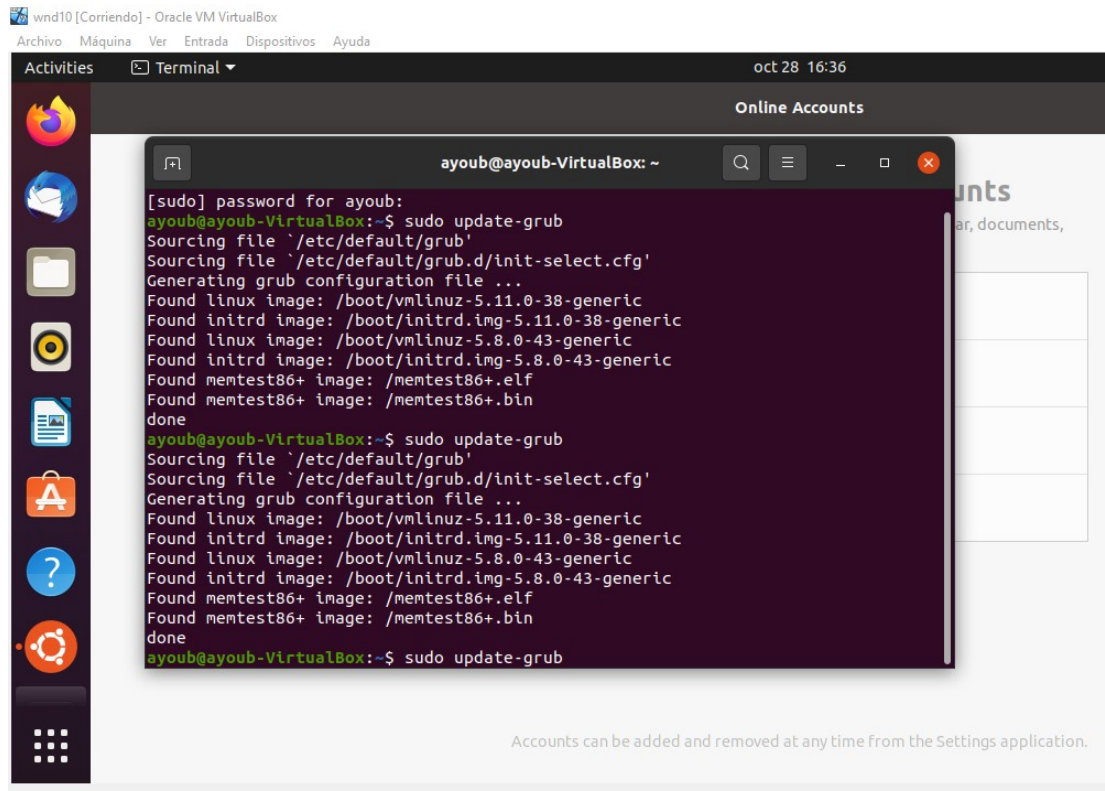 wnd10 [Corriendo] - Oracle VM VirtualBox
Archivo Máquina Ver Entrada Dispositivos Ayuda
Activities Terminal oct 28 16:36
Online Accounts
ayoub@ayoub-VirtualBox: ~
unts
ar, documents,
[sudo] password for ayoub:
ayoub@ayoub-VirtualBox:~$ sudo update-grub
Sourcing file `/etc/default/grub'
Sourcing file `/etc/default/grub.d/init-select.cfg'
Generating grub configuration file ...
Found linux image: /boot/vmlinuz-5.11.0-38-generic
Found initrd image: /boot/initrd.img-5.11.0-38-generic
Found linux image: /boot/vmlinuz-5.8.0-43-generic
Found initrd image: /boot/initrd.img-5.8.0-43-generic
Found memtest86+ image: /memtest86+.elf
Found memtest86+ image: /memtest86+.bin
done
ayoub@ayoub-VirtualBox:~$ sudo update-grub
Sourcing file `/etc/default/grub'
Sourcing file `/etc/default/grub.d/init-select.cfg'
Generating grub configuration file ...
Found linux image: /boot/vmlinuz-5.11.0-38-generic
Found initrd image: /boot/initrd.img-5.11.0-38-generic
Found linux image: /boot/vmlinuz-5.8.0-43-generic
Found initrd image: /boot/initrd.img-5.8.0-43-generic
Found memtest86+ image: /memtest86+.elf
Found memtest86+ image: /memtest86+.bin
done
ayoub@ayoub-VirtualBox:~$ sudo update-grub
Accounts can be added and removed at any time from the Settings application.